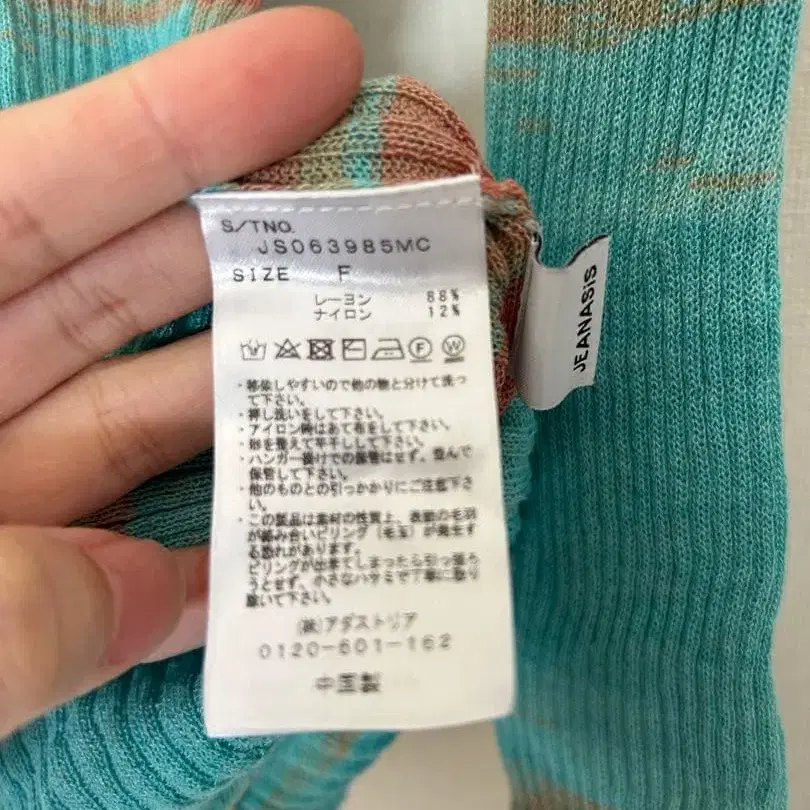 S/TNO.
JS063985MC
SIZE F
レーヨン 88%
ナイロン 12%
・移染しやすいので他の物と分けて洗っ
て下さい。
・押し洗いをして下さい。
・アイロン時はあて布をして下さい。
・形を整えて平干しして下さい。
・ハンガー掛けでの保管はせず、畳んで
保管して下さい。
・他のものとの引っかかりにご注意下さ
い。
・この製品は素材の性質上、表面の毛羽
が絡み合いピリング（毛玉）が発生す
る恐れがあります。
ピリングが出来てしまったら引っ張ろ
うとせず、小さなハサミで丁寧に取り
除いて下さい。
(株)アダストリア
0120-601-162
中国製
JEANASiS